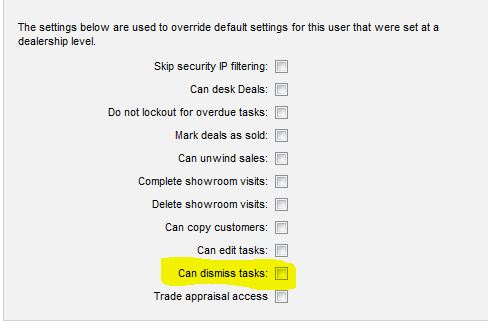 The settings below are used to override default settings for this user that were set at a
dealership level.
Skip security IP filtering:
Can desk Deals:
Do not lockout for overdue tasks:
Mark deals as sold:
Can unwind sales:
Complete showroom visits:
Delete showroom visits:
Can copy customers:
Can edit tasks:
Can dismiss tasks:
Trade appraisal access